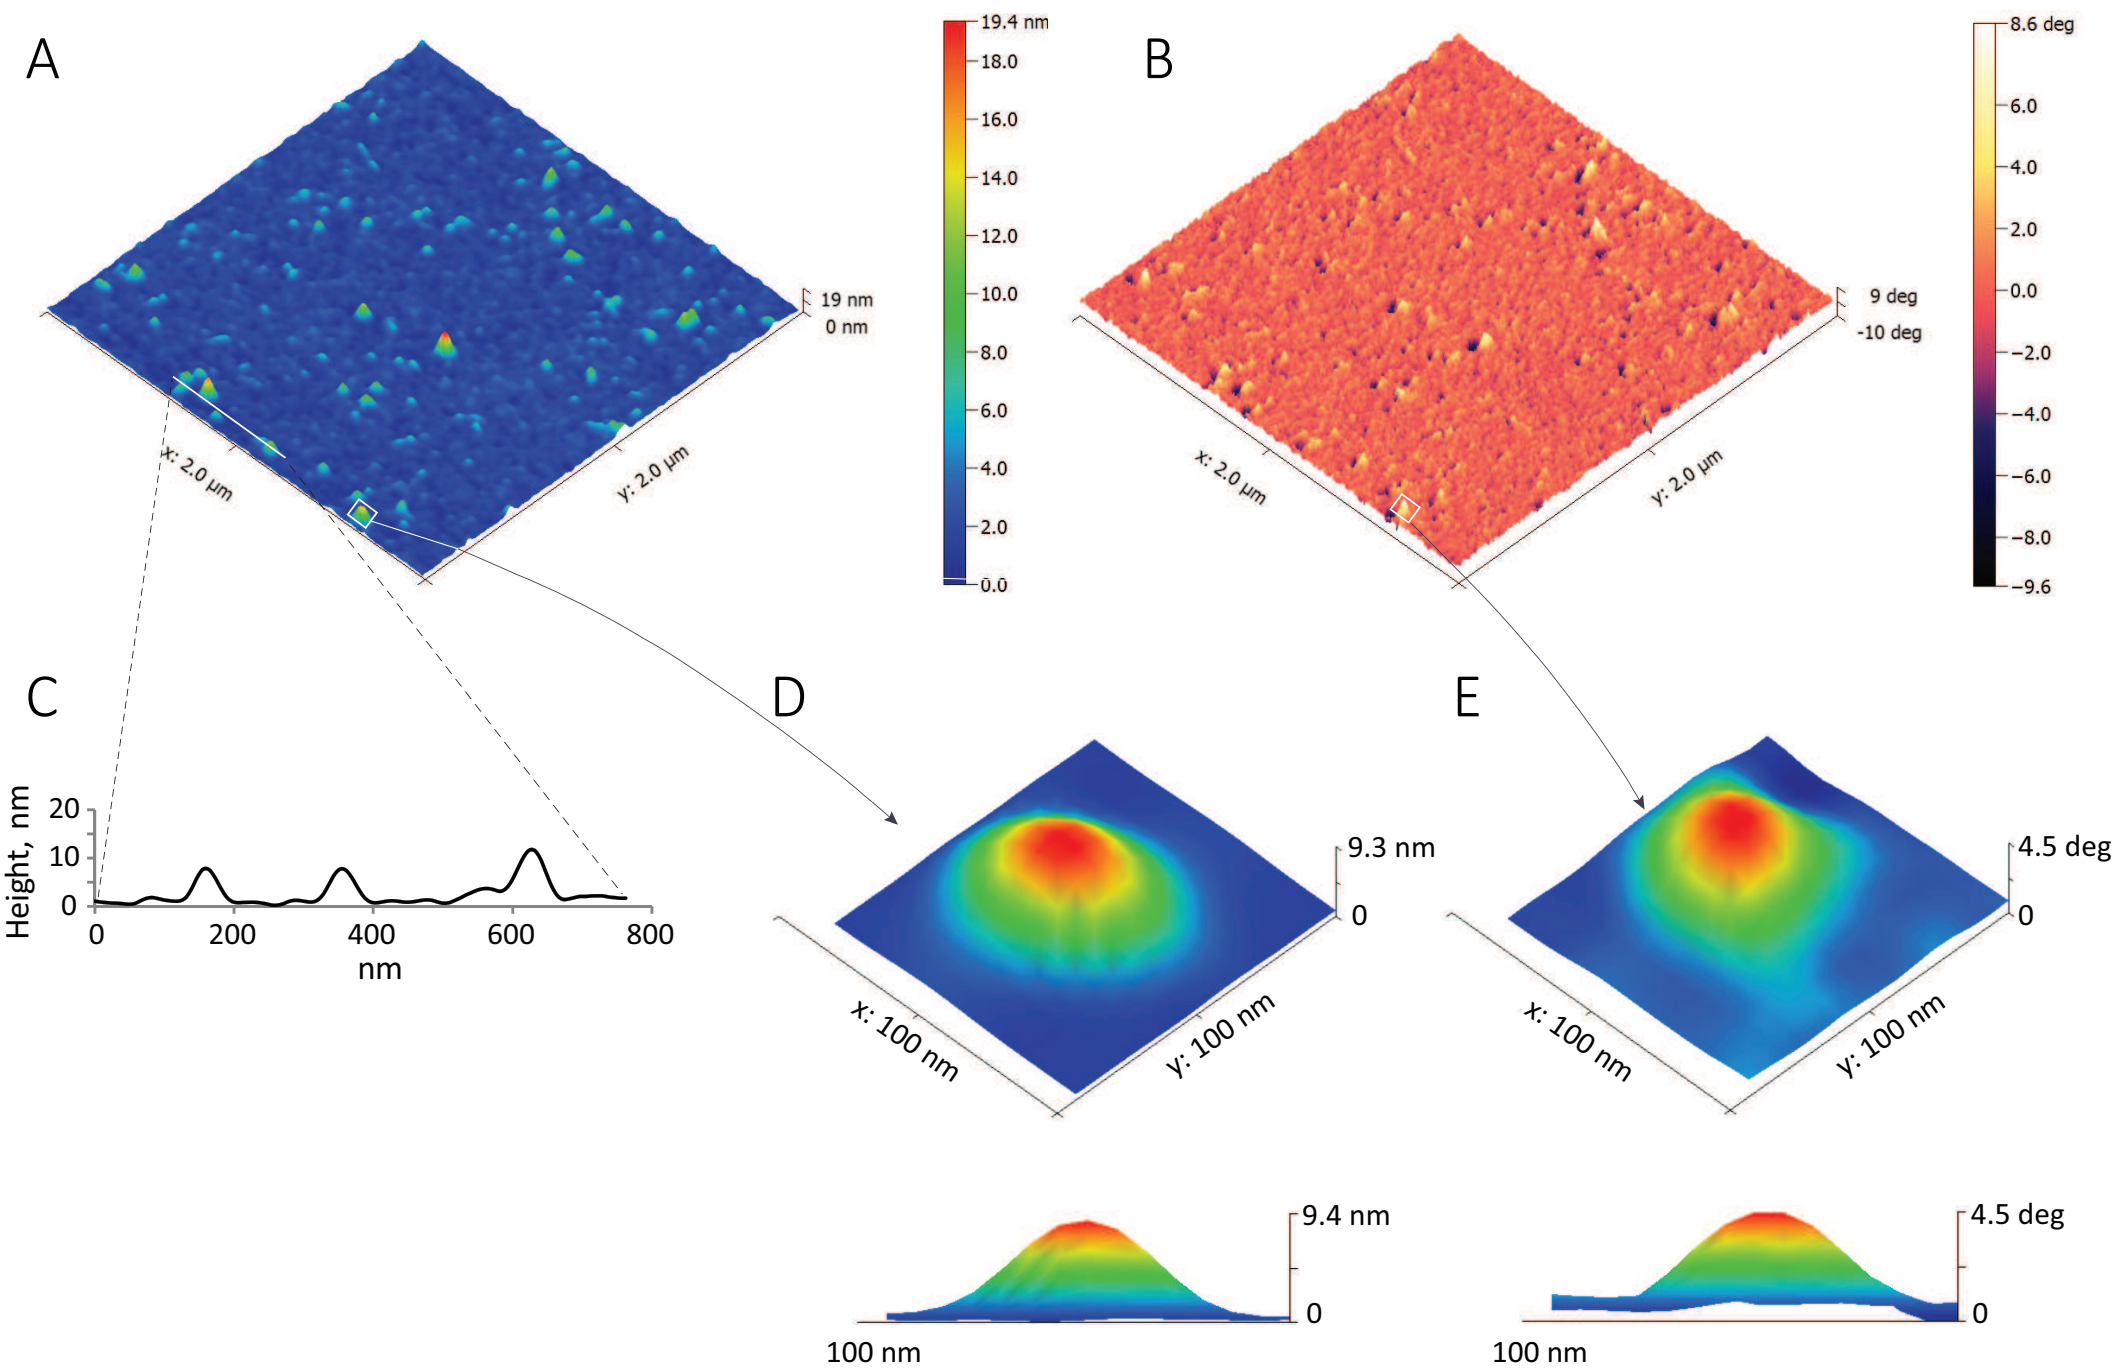 A
19.4 nm
18.0
16.0
14.0
12.0
10.0
8.0
6.0
4.0
2.0
0.0
19 nm
0 nm
x: 2.0 µm
y: 2.0 µm
B
8.6 deg
6.0
4.0
2.0
0.0
−2.0
−4.0
−6.0
−8.0
−9.6
9 deg
-10 deg
x: 2.0 µm
y: 2.0 µm
C
Height, nm
20
10
0
0 200 400 600 800
nm
D
9.3 nm
0
x: 100 nm
y: 100 nm
9.4 nm
0
100 nm
E
4.5 deg
0
x: 100 nm
y: 100 nm
4.5 deg
0
100 nm